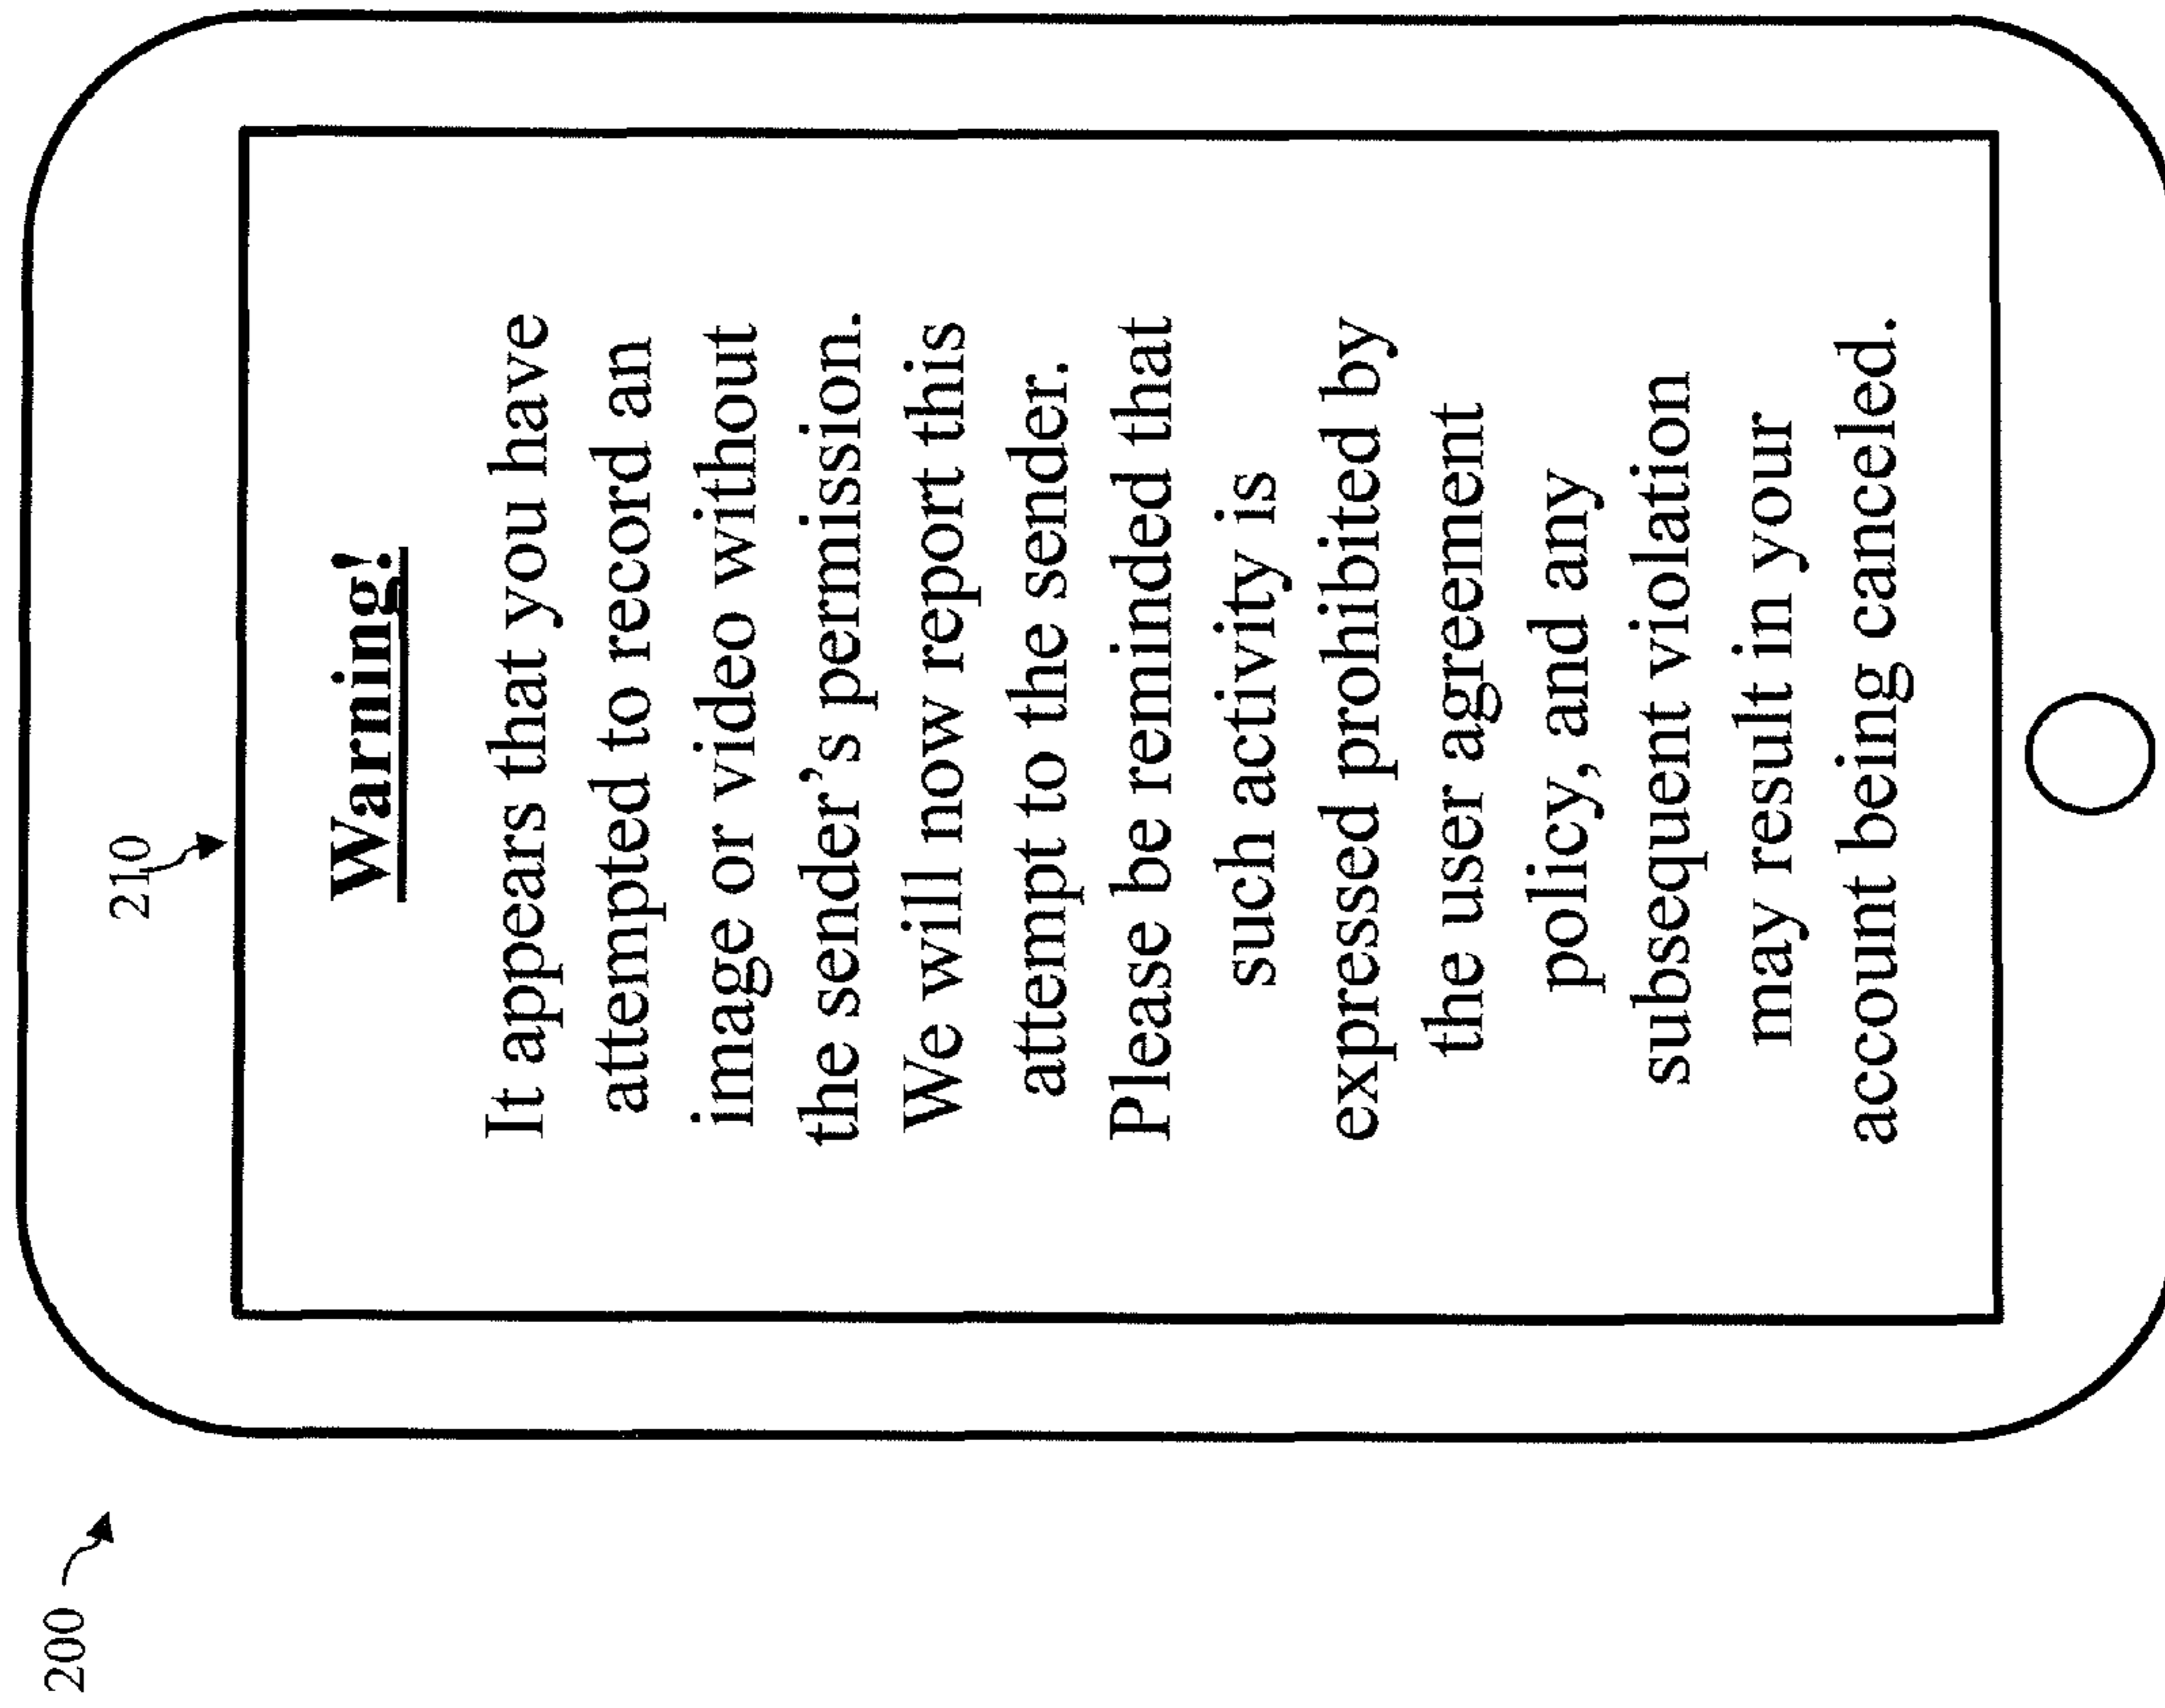 200
210
Warning!
It appears that you have
attempted to record an
image or video without
the sender's permission.
We will now report this
attempt to the sender.
Please be reminded that
such activity is
expressed prohibited by
the user agreement
policy, and any
subsequent violation
may result in your
account being canceled.